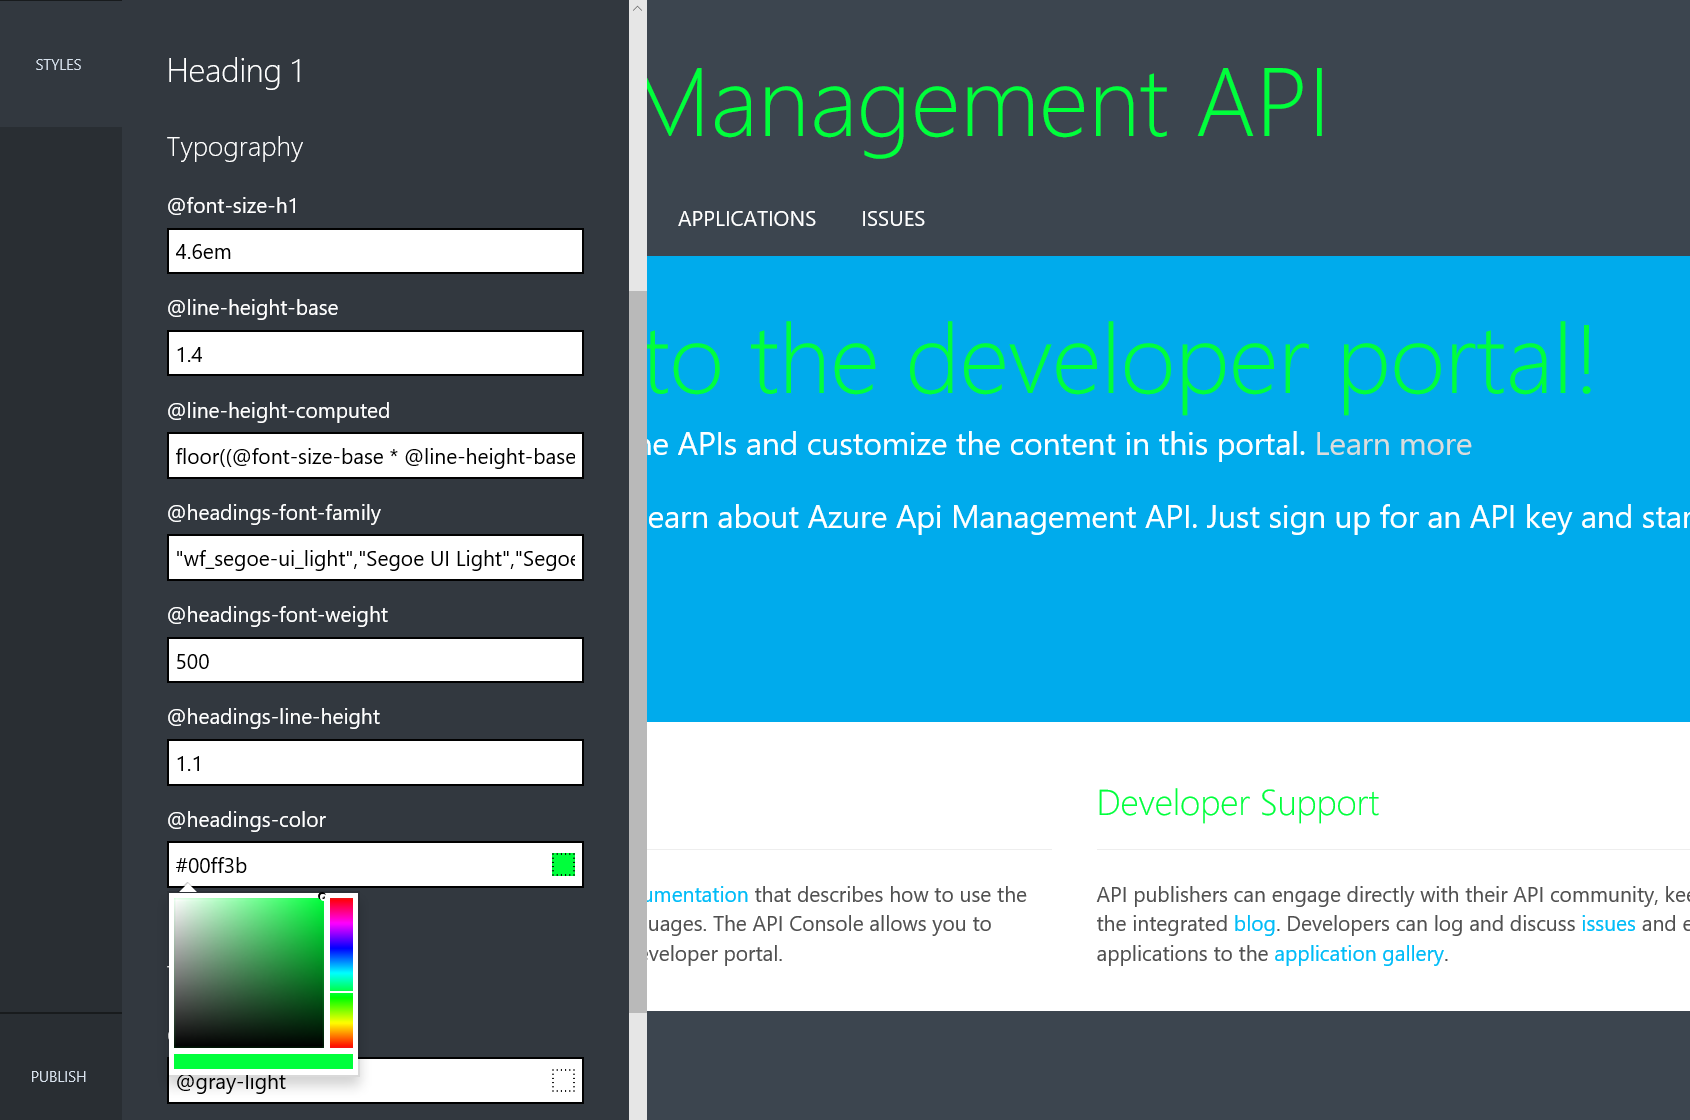 STYLES
Heading 1
Typography
@font-size-h1
4.6em
@line-height-base
1.4
@line-height-computed
floor((@font-size-base * @line-height-base
@headings-font-family
"wf_segoe-ui_light","Segoe UI Light","Segoe
@headings-font-weight
500
@headings-line-height
1.1
@headings-color
#00ff3b
@gray-light
PUBLISH
Management API
APPLICATIONS ISSUES
to the developer portal!
ne APIs and customize the content in this portal. Learn more
earn about Azure Api Management API. Just sign up for an API key and star
umentation that describes how to use the
uages. The API Console allows you to
eveloper portal.
Developer Support
API publishers can engage directly with their API community, kee
the integrated blog. Developers can log and discuss issues and e
applications to the application gallery.